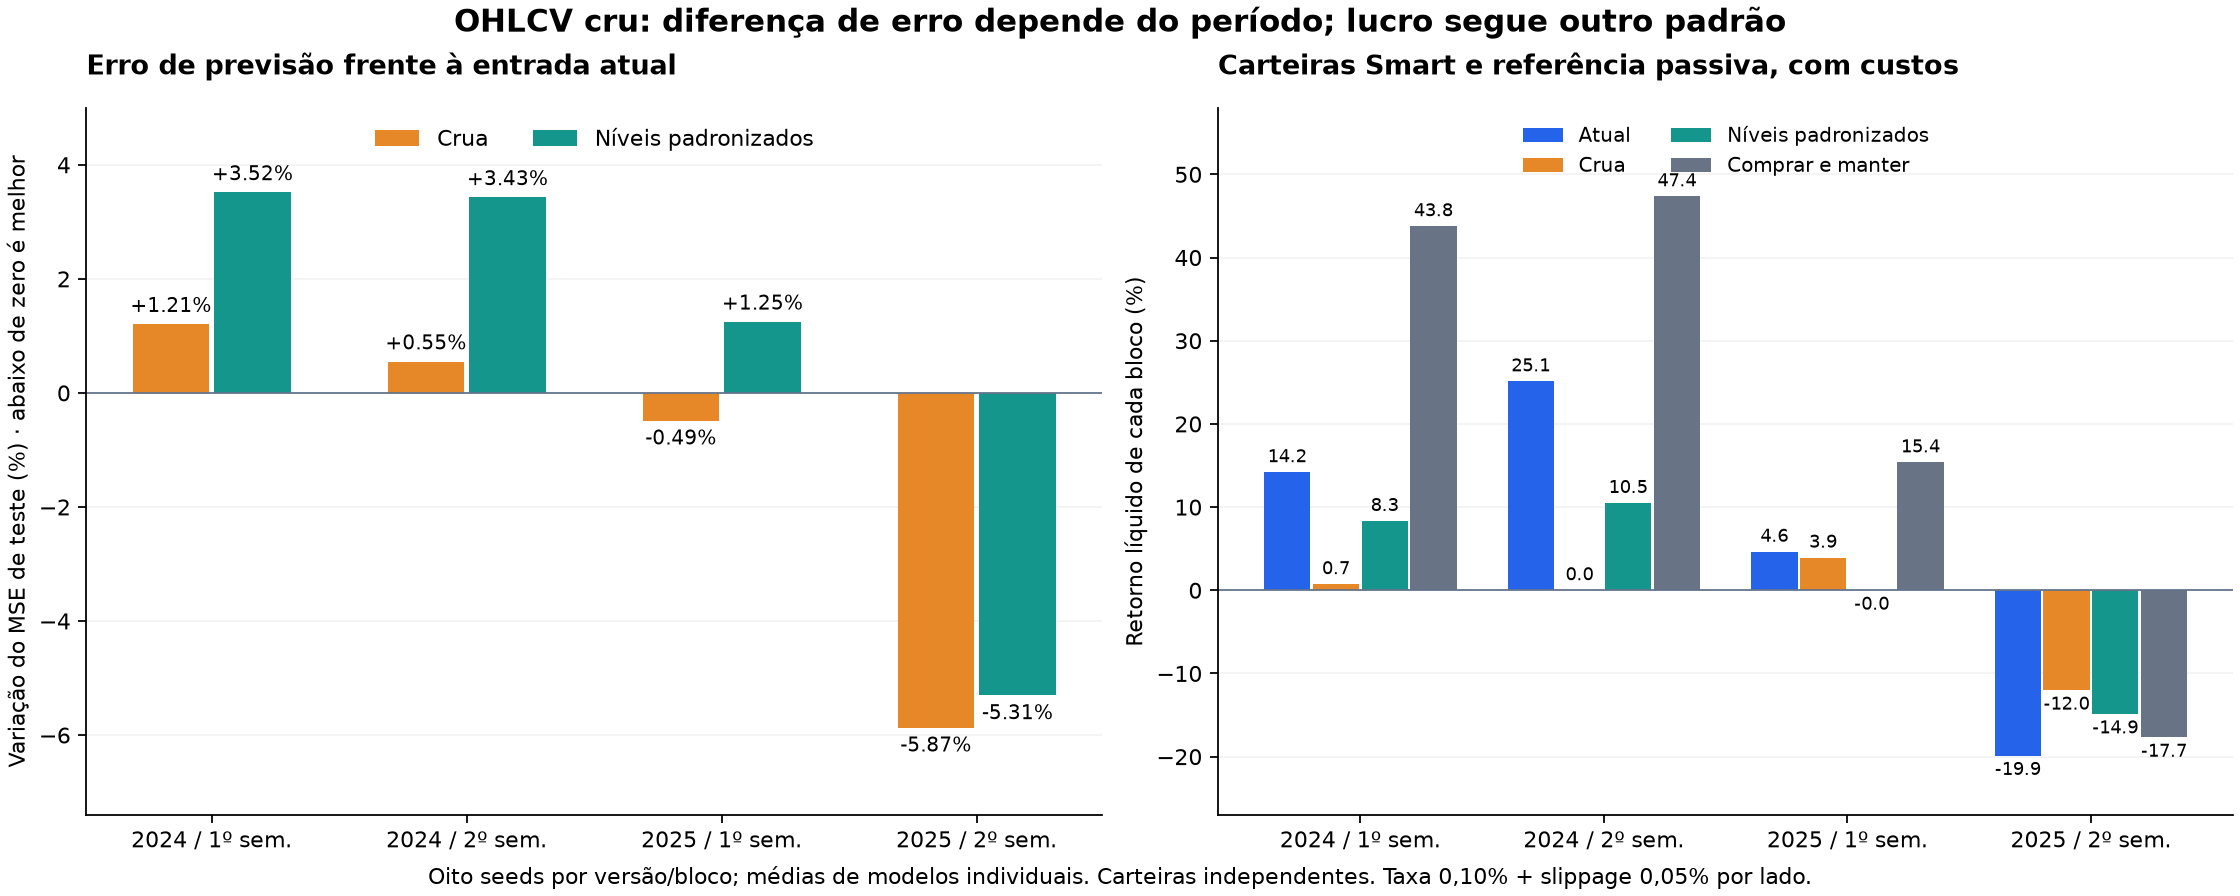 OHLCV cru: diferença de erro depende do período; lucro segue outro padrão
Erro de previsão frente à entrada atual
Variação do MSE de teste (%) · abaixo de zero é melhor
Crua
Níveis padronizados
4
2
0
−2
−4
−6
+1.21%
+3.52%
+0.55%
+3.43%
-0.49%
+1.25%
-5.87%
-5.31%
2024 / 1º sem.
2024 / 2º sem.
2025 / 1º sem.
2025 / 2º sem.
Carteiras Smart e referência passiva, com custos
Retorno líquido de cada bloco (%)
Atual
Crua
Níveis padronizados
Comprar e manter
50
40
30
20
10
0
−10
−20
14.2
0.7
8.3
43.8
25.1
0.0
10.5
47.4
4.6
3.9
-0.0
15.4
-19.9
-12.0
-14.9
-17.7
2024 / 1º sem.
2024 / 2º sem.
2025 / 1º sem.
2025 / 2º sem.
Oito seeds por versão/bloco; médias de modelos individuais. Carteiras independentes. Taxa 0,10% + slippage 0,05% por lado.